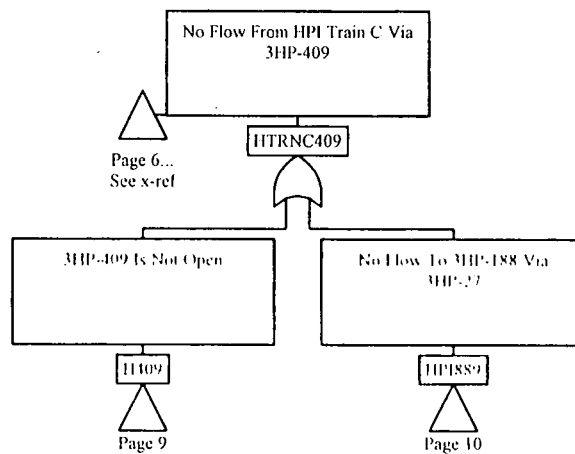 No Flow From HPI Train C Via
3HP-409
HTRNC409
Page 6...
See x-ref
3HP-409 Is Not Open
No Flow To 3HP-188 Via
3HP-27
H409
HPI889
Page 9
Page 10